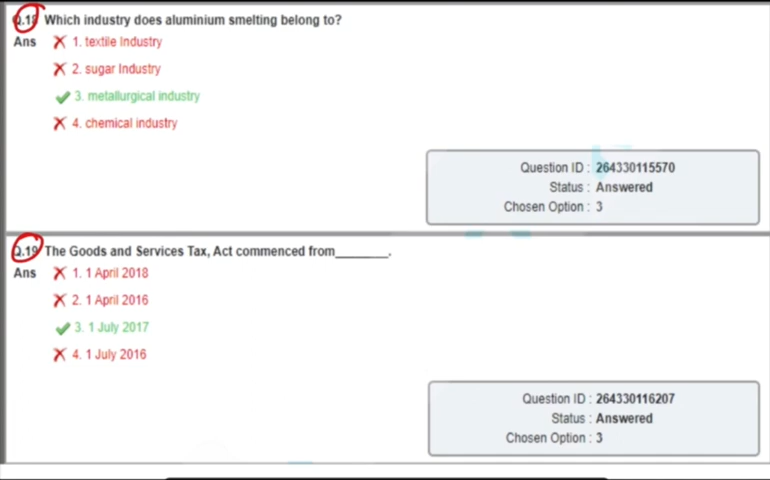 Q.18 Which industry does aluminium smelting belong to?
Ans 1. textile Industry
2. sugar Industry
3. metallurgical industry
4. chemical industry
Question ID : 264330115570
Status : Answered
Chosen Option : 3
Q.19 The Goods and Services Tax, Act commenced from_______.
Ans 1. 1 April 2018
2. 1 April 2016
3. 1 July 2017
4. 1 July 2016
Question ID : 264330116207
Status : Answered
Chosen Option : 3